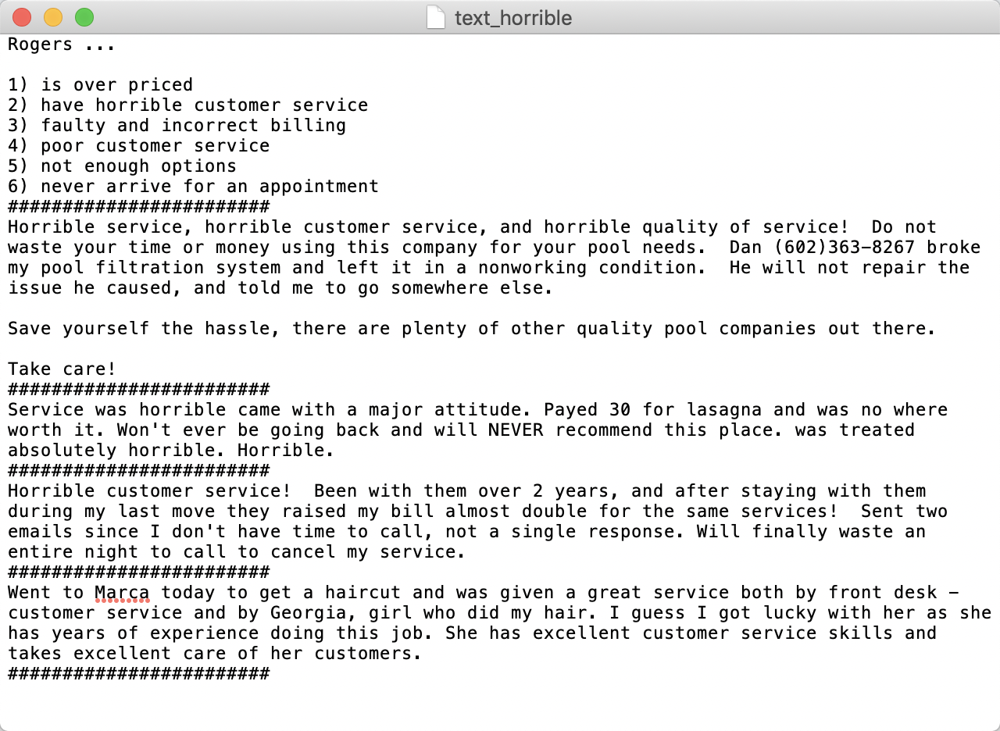 text_horrible
Rogers ...
1) is over priced
2) have horrible customer service
3) faulty and incorrect billing
4) poor customer service
5) not enough options
6) never arrive for an appointment
########################
Horrible service, horrible customer service, and horrible quality of service!  Do not
waste your time or money using this company for your pool needs.  Dan (602)363-8267 broke
my pool filtration system and left it in a nonworking condition.  He will not repair the
issue he caused, and told me to go somewhere else.
Save yourself the hassle, there are plenty of other quality pool companies out there.
Take care!
########################
Service was horrible came with a major attitude. Payed 30 for lasagna and was no where
worth it. Won't ever be going back and will NEVER recommend this place. was treated
absolutely horrible. Horrible.
########################
Horrible customer service!  Been with them over 2 years, and after staying with them
during my last move they raised my bill almost double for the same services!  Sent two
emails since I don't have time to call, not a single response. Will finally waste an
entire night to call to cancel my service.
########################
Went to Marca today to get a haircut and was given a great service both by front desk -
customer service and by Georgia, girl who did my hair. I guess I got lucky with her as she
has years of experience doing this job. She has excellent customer service skills and
takes excellent care of her customers.
########################